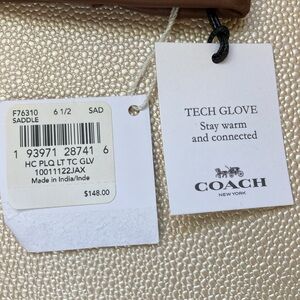 F76310 6 1/2 SAD
SADDLE
1 93971 28741 6
HC PLQ LT TC GLV
10011122JAX
Made in India/Inde
$148.00
TECH GLOVE
Stay warm
and connected
COACH
NEW YORK